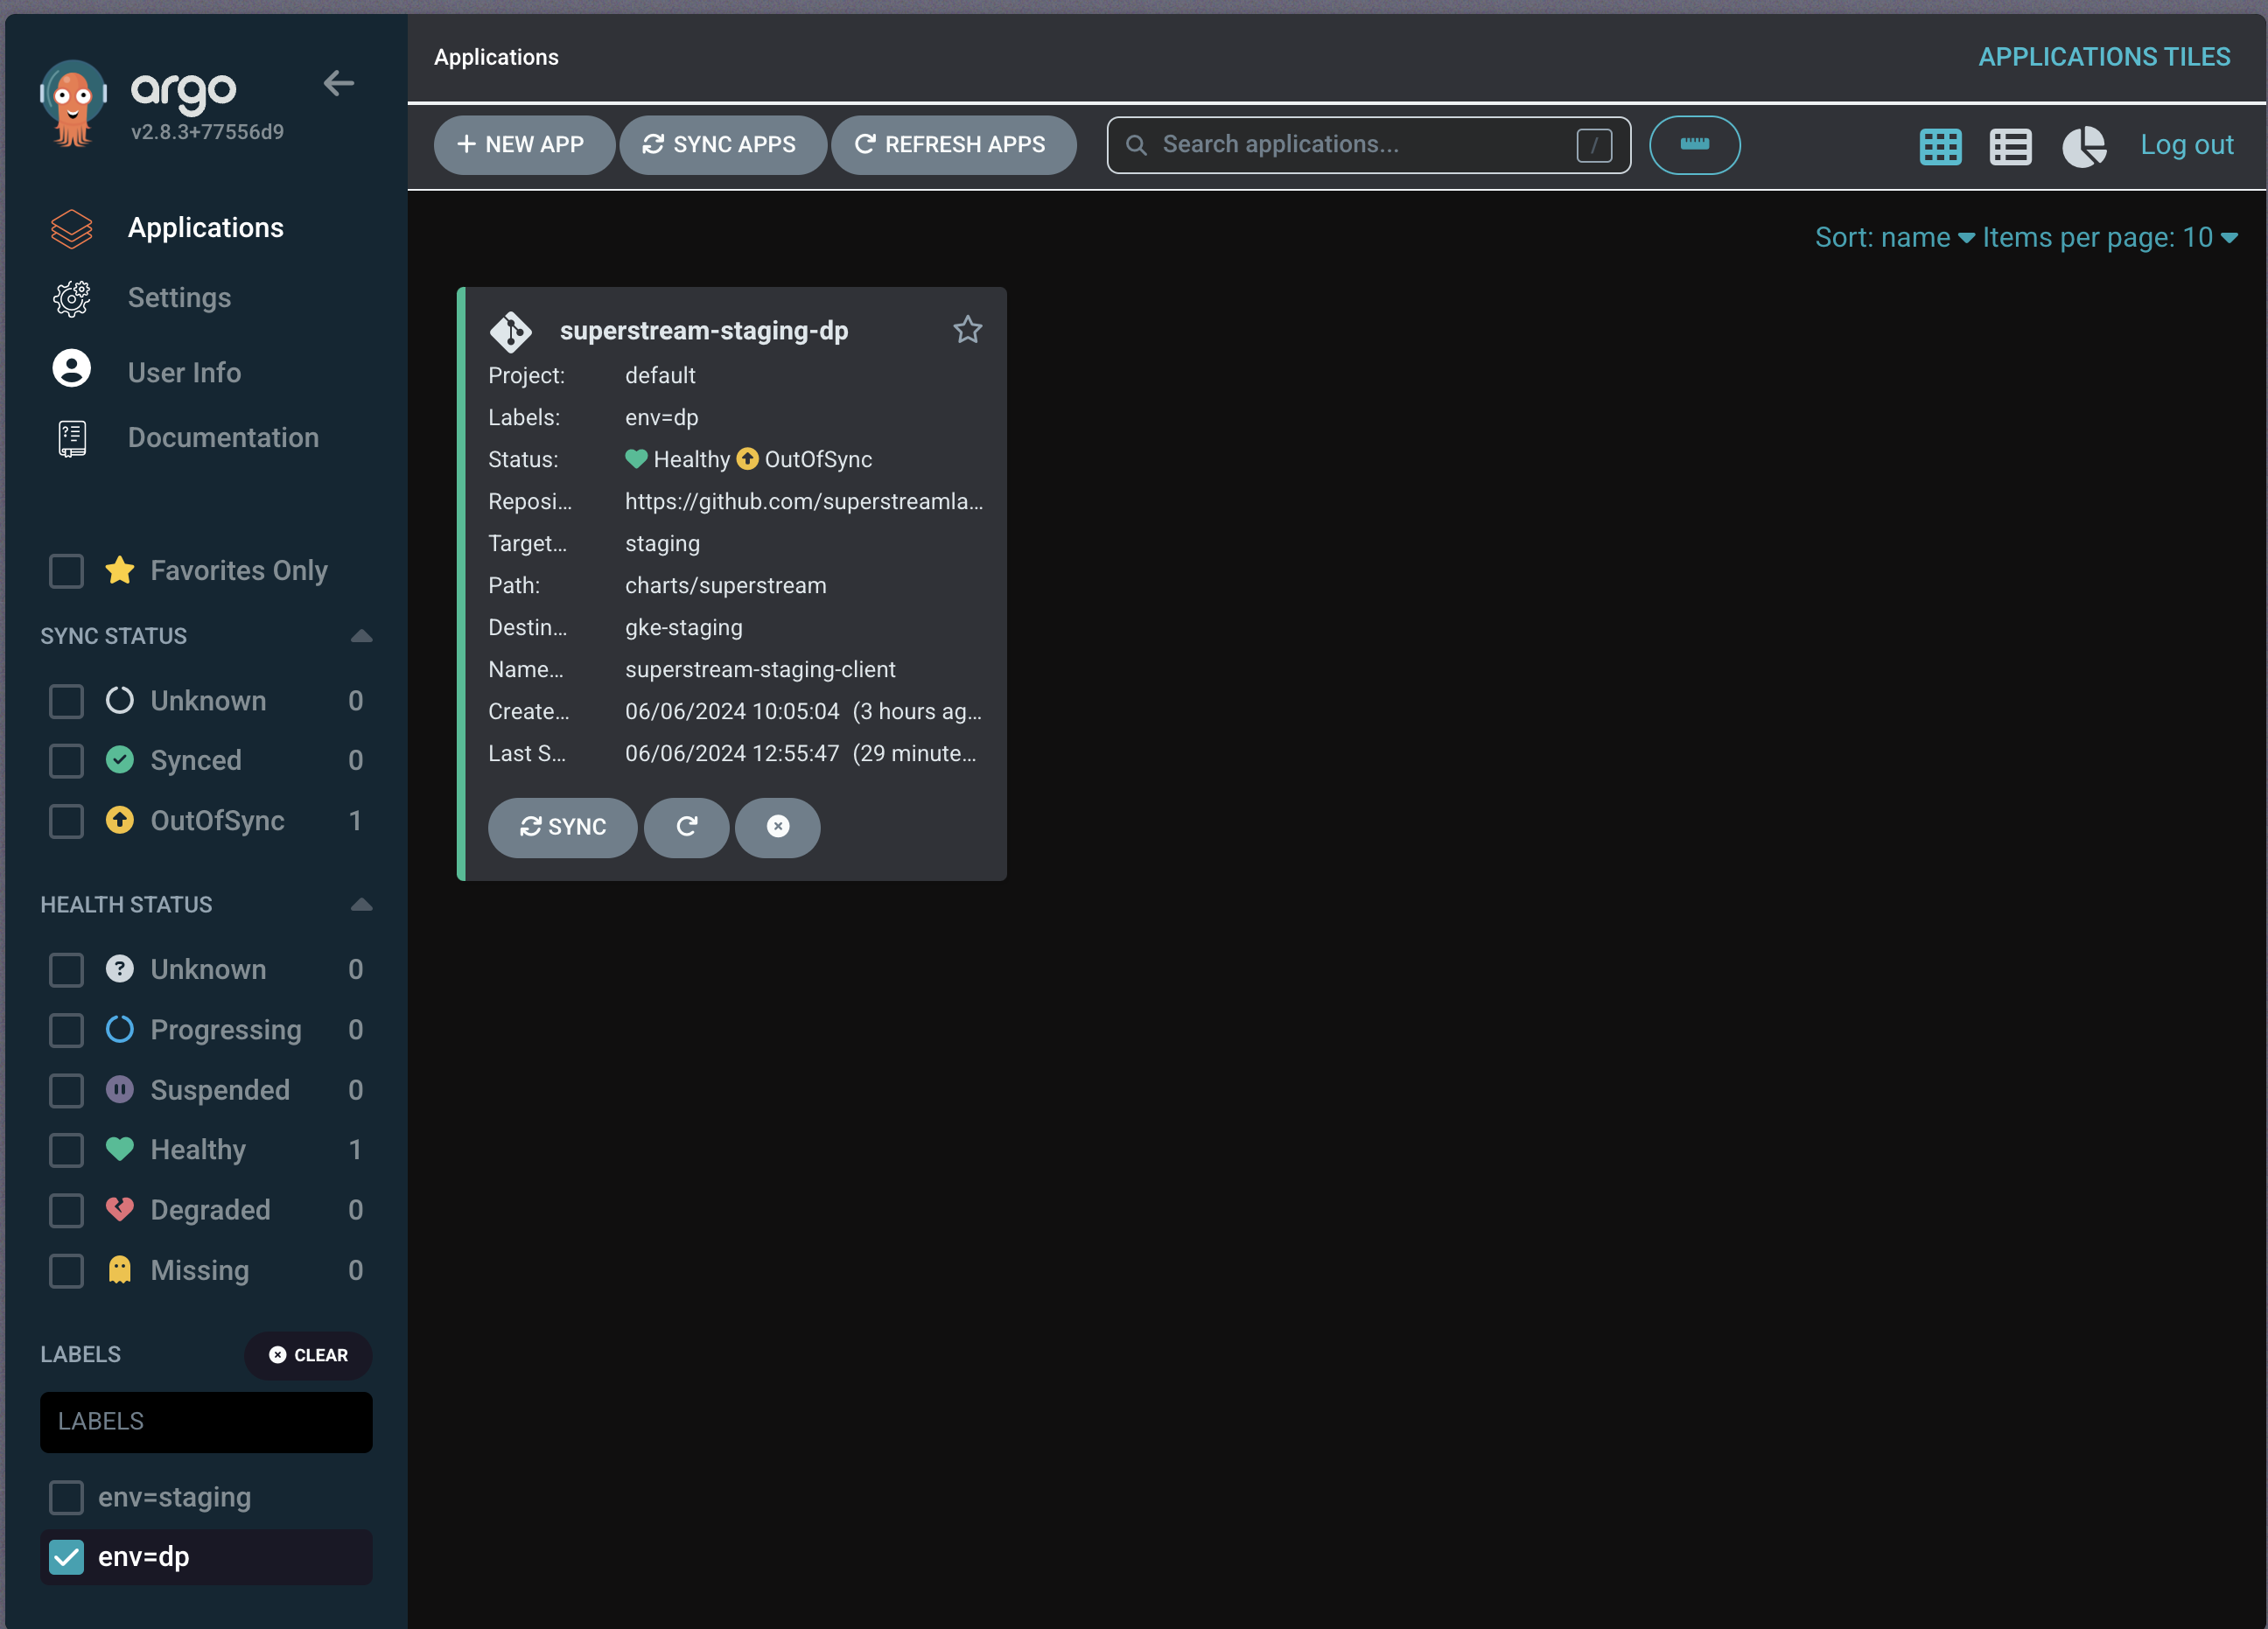 argo
v2.8.3+77556d9
Applications
Settings
User Info
Documentation
Favorites Only
SYNC STATUS
Unknown 0
Synced 0
OutOfSync 1
HEALTH STATUS
Unknown 0
Progressing 0
Suspended 0
Healthy 1
Degraded 0
Missing 0
LABELS CLEAR
LABELS
env=staging
env=dp
Applications APPLICATIONS TILES
+ NEW APP SYNC APPS REFRESH APPS Search applications... / Log out
Sort: name Items per page: 10
superstream-staging-dp
Project: default
Labels: env=dp
Status: Healthy OutOfSync
Reposi... https://github.com/superstreamla...
Target... staging
Path: charts/superstream
Destin... gke-staging
Name... superstream-staging-client
Create... 06/06/2024 10:05:04 (3 hours ag...
Last S... 06/06/2024 12:55:47 (29 minute...
SYNC